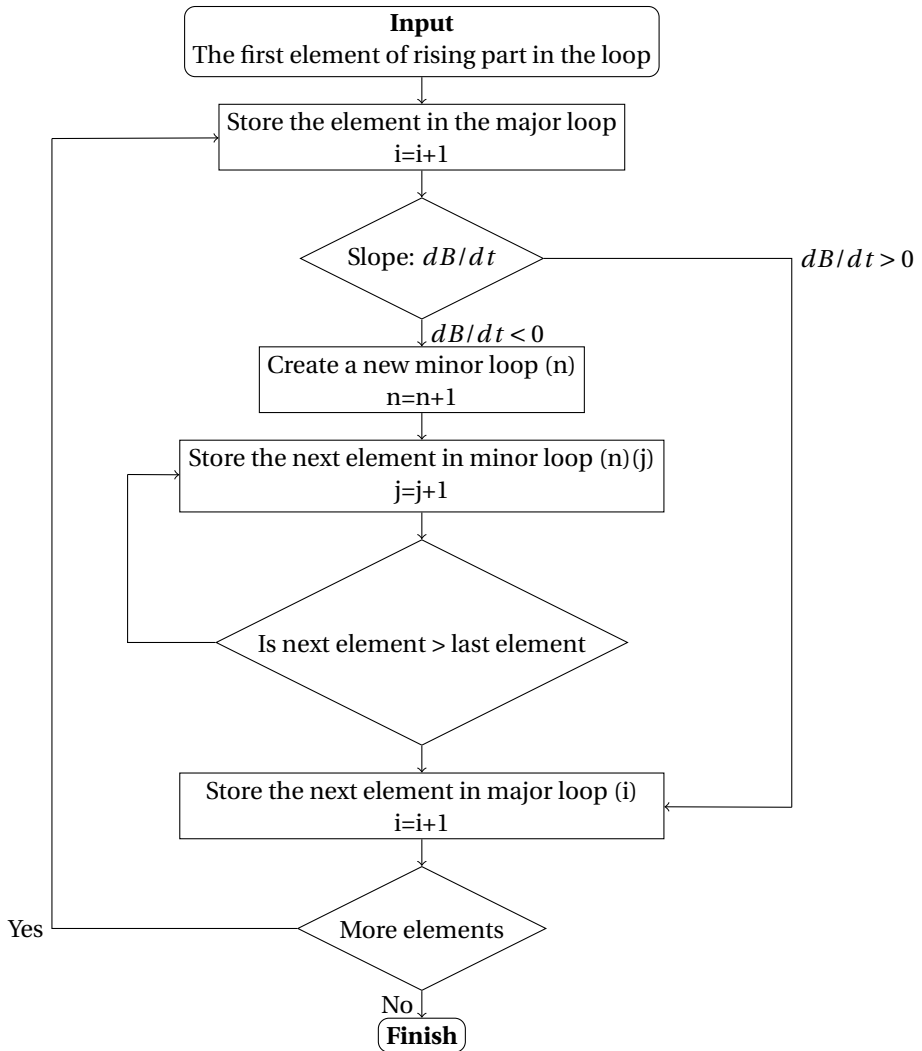 Input
The first element of rising part in the loop
Store the element in the major loop
i=i+1
Slope: dB/dt
dB/dt > 0
dB/dt < 0
Create a new minor loop (n)
n=n+1
Store the next element in minor loop (n)(j)
j=j+1
Is next element > last element
Store the next element in major loop (i)
i=i+1
More elements
Yes
No
Finish